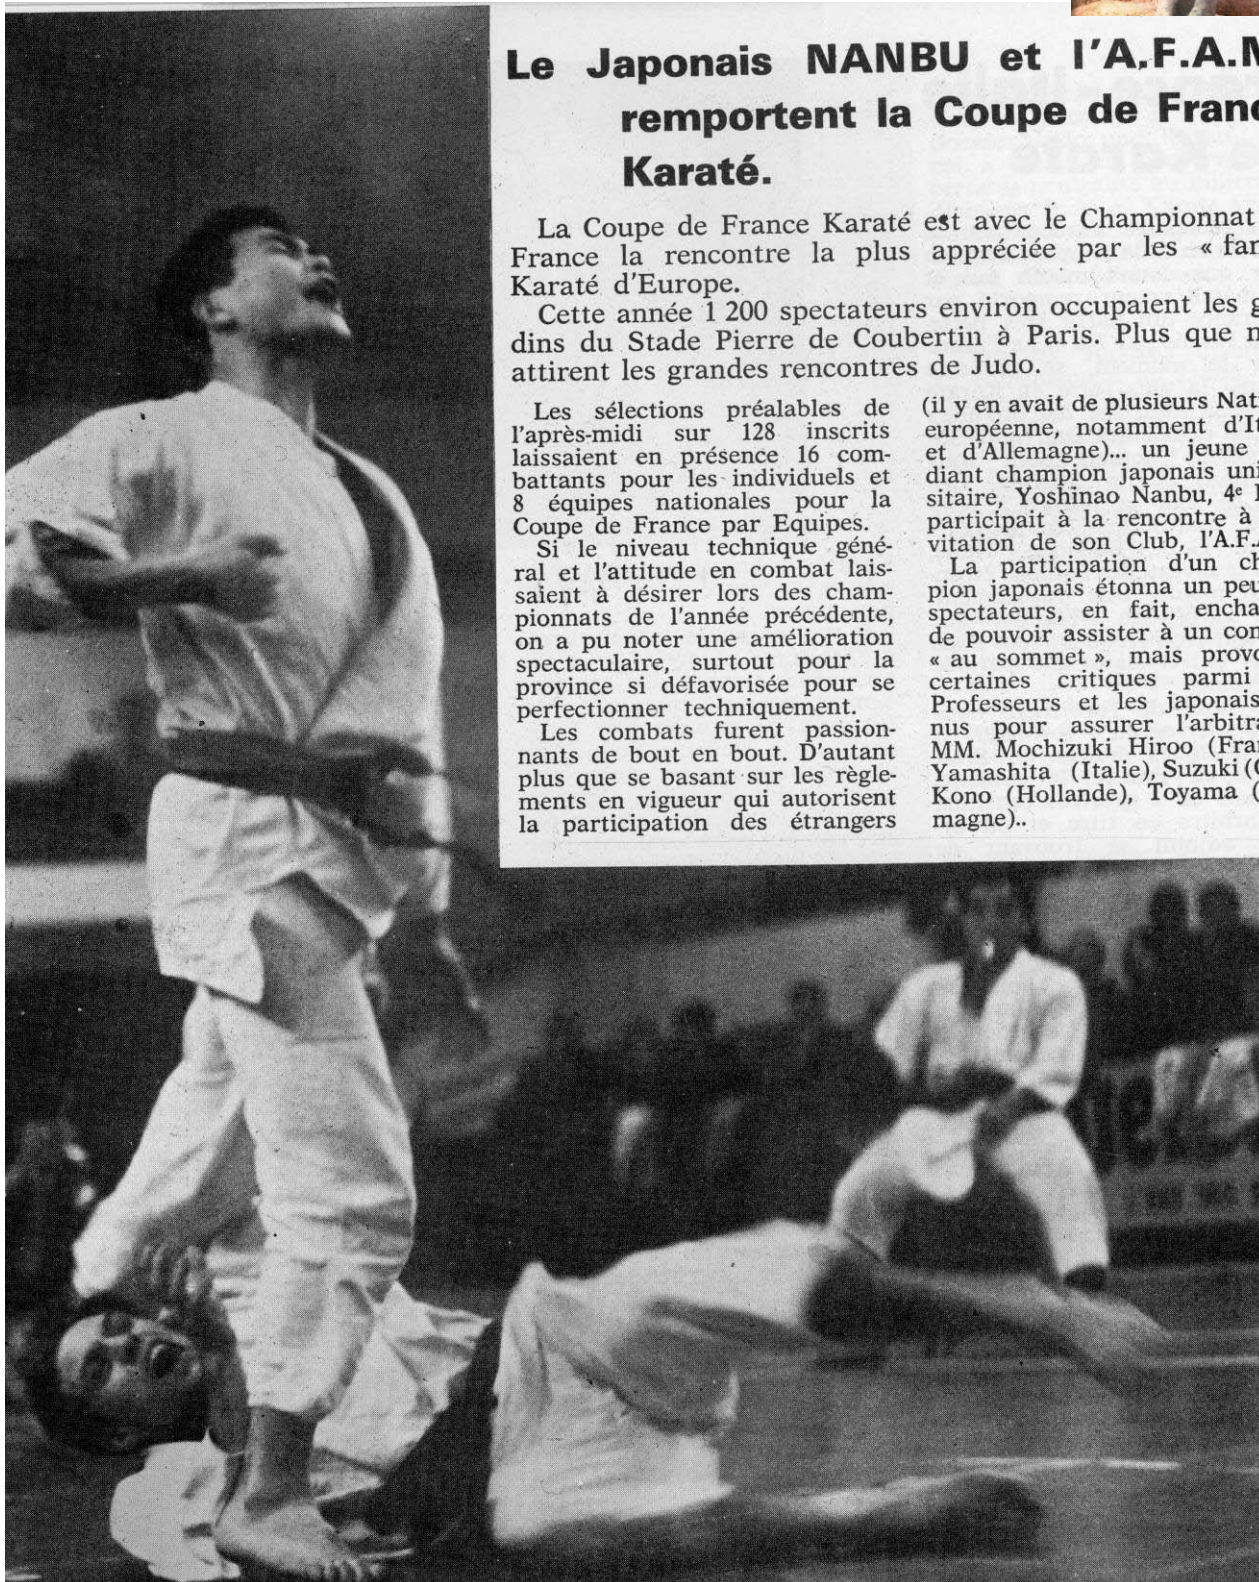 Le Japonais NANBU et l'A.F.A.M
remportent la Coupe de Franc
Karaté.
La Coupe de France Karaté est avec le Championnat
France la rencontre la plus appréciée par les « fan
Karaté d'Europe.
Cette année 1 200 spectateurs environ occupaient les g
dins du Stade Pierre de Coubertin à Paris. Plus que n
attirent les grandes rencontres de Judo.
Les sélections préalables de
l'après-midi sur 128 inscrits
laissaient en présence 16 com-
battants pour les individuels et
8 équipes nationales pour la
Coupe de France par Equipes.
Si le niveau technique géné-
ral et l'attitude en combat lais-
saient à désirer lors des cham-
pionnats de l'année précédente,
on a pu noter une amélioration
spectaculaire, surtout pour la
province si défavorisée pour se
perfectionner techniquement.
Les combats furent passion-
nants de bout en bout. D'autant
plus que se basant sur les règle-
ments en vigueur qui autorisent
la participation des étrangers
(il y en avait de plusieurs Nati
européenne, notamment d'It
et d'Allemagne)... un jeune
diant champion japonais uni
sitaire, Yoshinao Nanbu, 4e
participait à la rencontre à
vitation de son Club, l'A.F.A
La participation d'un ch
pion japonais étonna un peu
spectateurs, en fait, encha
de pouvoir assister à un con
« au sommet », mais provo
certaines critiques parmi
Professeurs et les japonais
nus pour assurer l'arbitra
MM. Mochizuki Hiroo (Fra
Yamashita (Italie), Suzuki (
Kono (Hollande), Toyama (
magne)..